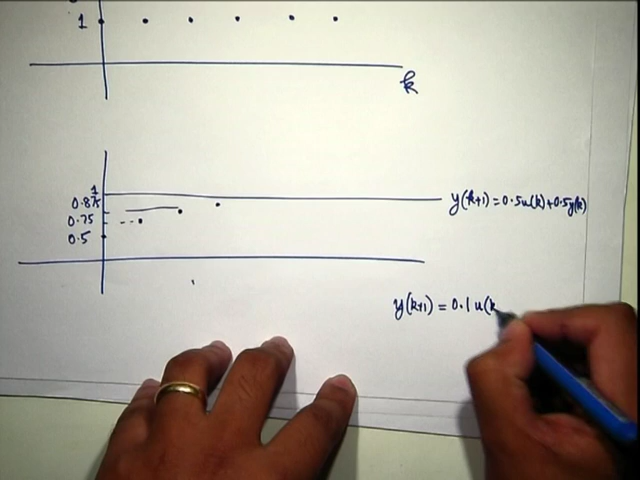 1
k
1
0.875
0.75
0.5
y(k+1) = 0.5u(k)+0.5y(k)
y(k+1) = 0.1 u(k